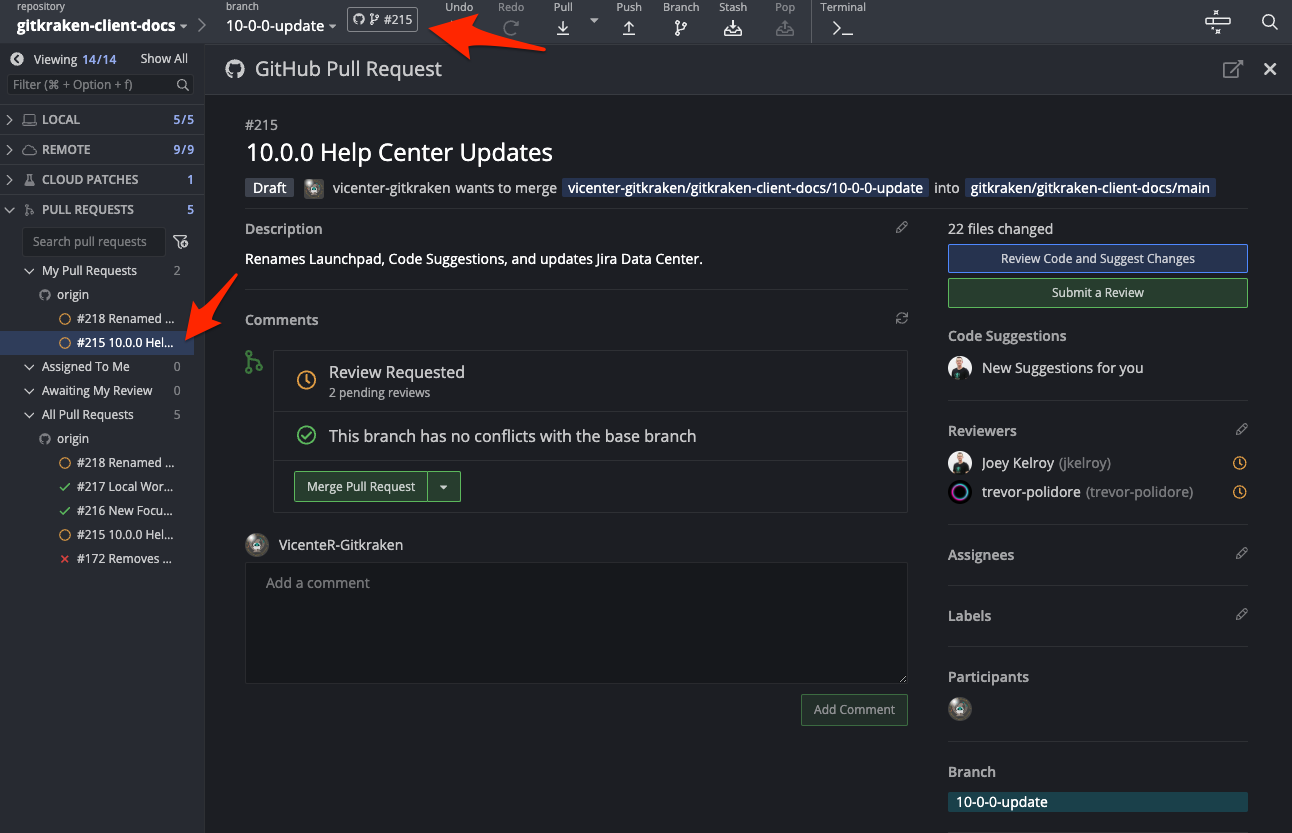 repository
gitkraken-client-docs
branch
10-0-0-update
#215
Undo
Redo
Pull
Push
Branch
Stash
Pop
Terminal
Viewing 14/14 Show All
Filter (⌘ + Option + f)
LOCAL 5/5
REMOTE 9/9
CLOUD PATCHES 1
PULL REQUESTS 5
Search pull requests
My Pull Requests 2
origin
#218 Renamed ...
#215 10.0.0 Hel...
Assigned To Me 0
Awaiting My Review 0
All Pull Requests 5
origin
#218 Renamed ...
#217 Local Wor...
#216 New Focu...
#215 10.0.0 Hel...
#172 Removes ...
GitHub Pull Request
#215
10.0.0 Help Center Updates
Draft vicenter-gitkraken wants to merge vicenter-gitkraken/gitkraken-client-docs/10-0-0-update into gitkraken/gitkraken-client-docs/main
Description
Renames Launchpad, Code Suggestions, and updates Jira Data Center.
Comments
Review Requested
2 pending reviews
This branch has no conflicts with the base branch
Merge Pull Request
VicenteR-Gitkraken
Add a comment
Add Comment
22 files changed
Review Code and Suggest Changes
Submit a Review
Code Suggestions
New Suggestions for you
Reviewers
Joey Kelroy (jkelroy)
trevor-polidore (trevor-polidore)
Assignees
Labels
Participants
Branch
10-0-0-update